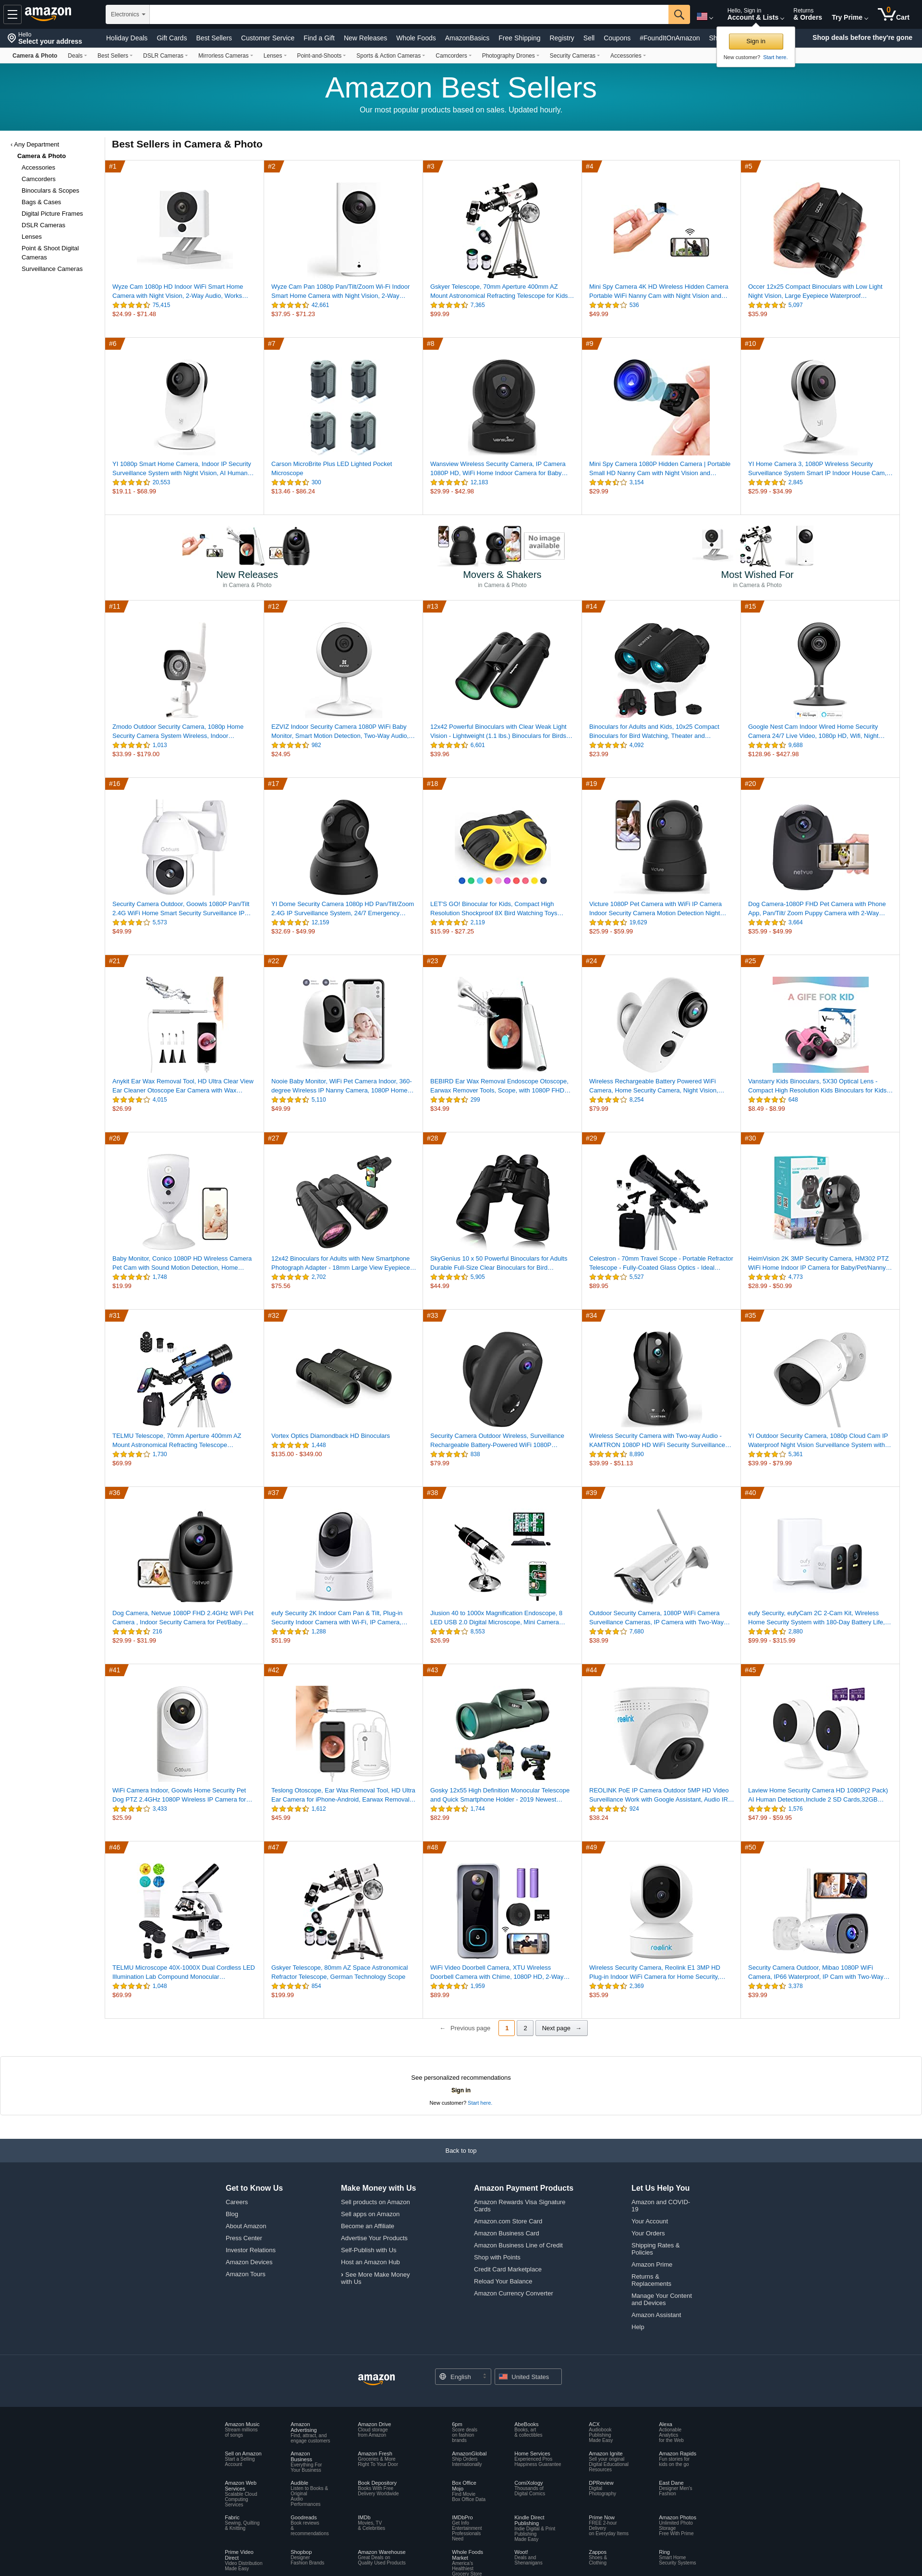 amazon
Electronics
Hello, Sign in
Account & Lists
Returns
& Orders
Try Prime
0
Cart
Hello
Select your address
Holiday Deals
Gift Cards
Best Sellers
Customer Service
Find a Gift
New Releases
Whole Foods
AmazonBasics
Free Shipping
Registry
Sell
Coupons
#FoundItOnAmazon
Sh
Shop deals before they're gone
Sign in
New customer? Start here.
Camera & Photo
Deals
Best Sellers
DSLR Cameras
Mirrorless Cameras
Lenses
Point-and-Shoots
Sports & Action Cameras
Camcorders
Photography Drones
Security Cameras
Accessories
Amazon Best Sellers
Our most popular products based on sales. Updated hourly.
‹ Any Department
Camera & Photo
Accessories
Camcorders
Binoculars & Scopes
Bags & Cases
Digital Picture Frames
DSLR Cameras
Lenses
Point & Shoot Digital
Cameras
Surveillance Cameras
Best Sellers in Camera & Photo
#1
Wyze Cam 1080p HD Indoor WiFi Smart Home
Camera with Night Vision, 2-Way Audio, Works…
75,415
$24.99 - $71.48
#2
Wyze Cam Pan 1080p Pan/Tilt/Zoom Wi-Fi Indoor
Smart Home Camera with Night Vision, 2-Way…
42,661
$37.95 - $71.23
#3
Gskyer Telescope, 70mm Aperture 400mm AZ
Mount Astronomical Refracting Telescope for Kids…
7,365
$99.99
#4
Mini Spy Camera 4K HD Wireless Hidden Camera
Portable WiFi Nanny Cam with Night Vision and…
536
$49.99
#5
Occer 12x25 Compact Binoculars with Low Light
Night Vision, Large Eyepiece Waterproof…
5,097
$35.99
#6
YI 1080p Smart Home Camera, Indoor IP Security
Surveillance System with Night Vision, AI Human…
20,553
$19.11 - $68.99
#7
Carson MicroBrite Plus LED Lighted Pocket
Microscope
300
$13.46 - $86.24
#8
Wansview Wireless Security Camera, IP Camera
1080P HD, WiFi Home Indoor Camera for Baby…
12,183
$29.99 - $42.98
#9
Mini Spy Camera 1080P Hidden Camera | Portable
Small HD Nanny Cam with Night Vision and…
3,154
$29.99
#10
YI Home Camera 3, 1080P Wireless Security
Surveillance System Smart IP Indoor House Cam,…
2,845
$25.99 - $34.99
New Releases
in Camera & Photo
No image
available
Movers & Shakers
in Camera & Photo
Most Wished For
in Camera & Photo
#11
Zmodo Outdoor Security Camera, 1080p Home
Security Camera System Wireless, Indoor…
1,013
$33.99 - $179.00
#12
EZVIZ Indoor Security Camera 1080P WiFi Baby
Monitor, Smart Motion Detection, Two-Way Audio,…
982
$24.95
#13
12x42 Powerful Binoculars with Clear Weak Light
Vision - Lightweight (1.1 lbs.) Binoculars for Birds…
6,601
$39.96
#14
Binoculars for Adults and Kids, 10x25 Compact
Binoculars for Bird Watching, Theater and…
4,092
$23.99
#15
Google Nest Cam Indoor Wired Home Security
Camera 24/7 Live Video, 1080p HD, Wifi, Night…
9,688
$128.96 - $427.98
#16
Security Camera Outdoor, Goowls 1080P Pan/Tilt
2.4G WiFi Home Smart Security Surveillance IP…
5,573
$49.99
#17
YI Dome Security Camera 1080p HD Pan/Tilt/Zoom
2.4G IP Surveillance System, 24/7 Emergency…
12,159
$32.69 - $49.99
#18
LET'S GO! Binocular for Kids, Compact High
Resolution Shockproof 8X Bird Watching Toys…
2,119
$15.99 - $27.25
#19
Victure 1080P Pet Camera with WiFi IP Camera
Indoor Security Camera Motion Detection Night…
19,629
$25.99 - $59.99
#20
Dog Camera-1080P FHD Pet Camera with Phone
App, Pan/Tilt/ Zoom Puppy Camera with 2-Way…
3,664
$35.99 - $49.99
#21
Anykit Ear Wax Removal Tool, HD Ultra Clear View
Ear Cleaner Otoscope Ear Camera with Wax…
4,015
$26.99
#22
Nooie Baby Monitor, WiFi Pet Camera Indoor, 360-
degree Wireless IP Nanny Camera, 1080P Home…
5,110
$49.99
#23
BEBIRD Ear Wax Removal Endoscope Otoscope,
Earwax Remover Tools, Scope, with 1080P FHD…
299
$34.99
#24
Wireless Rechargeable Battery Powered WiFi
Camera, Home Security Camera, Night Vision,…
8,254
$79.99
#25
A GIFE FOR KID
Vanstarry Kids Binoculars, 5X30 Optical Lens -
Compact High Resolution Kids Binoculars for Kids…
648
$8.49 - $8.99
#26
Baby Monitor, Conico 1080P HD Wireless Camera
Pet Cam with Sound Motion Detection, Home…
1,748
$19.99
#27
12x42 Binoculars for Adults with New Smartphone
Photograph Adapter - 18mm Large View Eyepiece…
2,702
$75.56
#28
SkyGenius 10 x 50 Powerful Binoculars for Adults
Durable Full-Size Clear Binoculars for Bird…
5,905
$44.99
#29
Celestron - 70mm Travel Scope - Portable Refractor
Telescope - Fully-Coated Glass Optics - Ideal…
5,527
$89.95
#30
HeimVision 2K 3MP Security Camera, HM302 PTZ
WiFi Home Indoor IP Camera for Baby/Pet/Nanny…
4,773
$28.99 - $50.99
#31
TELMU Telescope, 70mm Aperture 400mm AZ
Mount Astronomical Refracting Telescope…
1,730
$69.99
#32
Vortex Optics Diamondback HD Binoculars
1,448
$135.00 - $349.00
#33
Security Camera Outdoor Wireless, Surveillance
Rechargeable Battery-Powered WiFi 1080P…
838
$79.99
#34
Wireless Security Camera with Two-way Audio -
KAMTRON 1080P HD WiFi Security Surveillance…
8,890
$39.99 - $51.13
#35
YI Outdoor Security Camera, 1080p Cloud Cam IP
Waterproof Night Vision Surveillance System with…
5,361
$39.99 - $79.99
#36
netvue
Dog Camera, Netvue 1080P FHD 2.4GHz WiFi Pet
Camera , Indoor Security Camera for Pet/Baby…
216
$29.99 - $31.99
#37
eufy Security 2K Indoor Cam Pan & Tilt, Plug-in
Security Indoor Camera with Wi-Fi, IP Camera,…
1,288
$51.99
#38
Jiusion 40 to 1000x Magnification Endoscope, 8
LED USB 2.0 Digital Microscope, Mini Camera…
8,553
$26.99
#39
Outdoor Security Camera, 1080P WiFi Camera
Surveillance Cameras, IP Camera with Two-Way…
7,680
$38.99
#40
eufy Security, eufyCam 2C 2-Cam Kit, Wireless
Home Security System with 180-Day Battery Life,…
2,880
$99.99 - $315.99
#41
WiFi Camera Indoor, Goowls Home Security Pet
Dog PTZ 2.4GHz 1080P Wireless IP Camera for…
3,433
$25.99
#42
Teslong Otoscope, Ear Wax Removal Tool, HD Ultra
Ear Camera for iPhone-Android, Earwax Removal…
1,612
$45.99
#43
Gosky 12x55 High Definition Monocular Telescope
and Quick Smartphone Holder - 2019 Newest…
1,744
$82.99
#44
reolink
REOLINK PoE IP Camera Outdoor 5MP HD Video
Surveillance Work with Google Assistant, Audio IR…
924
$38.24
#45
Laview Home Security Camera HD 1080P(2 Pack)
AI Human Detection,Include 2 SD Cards,32GB…
1,576
$47.99 - $59.95
#46
TELMU Microscope 40X-1000X Dual Cordless LED
Illumination Lab Compound Monocular…
1,048
$69.99
#47
Gskyer Telescope, 80mm AZ Space Astronomical
Refractor Telescope, German Technology Scope
854
$199.99
#48
WiFi Video Doorbell Camera, XTU Wireless
Doorbell Camera with Chime, 1080P HD, 2-Way…
1,959
$89.99
#49
reolink
Wireless Security Camera, Reolink E1 3MP HD
Plug-in Indoor WiFi Camera for Home Security,…
2,369
$35.99
#50
Security Camera Outdoor, Mibao 1080P WiFi
Camera, IP66 Waterproof, IP Cam with Two-Way…
3,378
$39.99
← Previous page
1
2
Next page →
See personalized recommendations
Sign in
New customer? Start here.
Back to top
Get to Know Us
Careers
Blog
About Amazon
Press Center
Investor Relations
Amazon Devices
Amazon Tours
Make Money with Us
Sell products on Amazon
Sell apps on Amazon
Become an Affiliate
Advertise Your Products
Self-Publish with Us
Host an Amazon Hub
› See More Make Money
with Us
Amazon Payment Products
Amazon Rewards Visa Signature
Cards
Amazon.com Store Card
Amazon Business Card
Amazon Business Line of Credit
Shop with Points
Credit Card Marketplace
Reload Your Balance
Amazon Currency Converter
Let Us Help You
Amazon and COVID-
19
Your Account
Your Orders
Shipping Rates &
Policies
Amazon Prime
Returns &
Replacements
Manage Your Content
and Devices
Amazon Assistant
Help
amazon
English
United States
Amazon Music
Stream millions
of songs
Amazon
Advertising
Find, attract, and
engage customers
Amazon Drive
Cloud storage
from Amazon
6pm
Score deals
on fashion
brands
AbeBooks
Books, art
& collectibles
ACX
Audiobook
Publishing
Made Easy
Alexa
Actionable
Analytics
for the Web
Sell on Amazon
Start a Selling
Account
Amazon
Business
Everything For
Your Business
Amazon Fresh
Groceries & More
Right To Your Door
AmazonGlobal
Ship Orders
Internationally
Home Services
Experienced Pros
Happiness Guarantee
Amazon Ignite
Sell your original
Digital Educational
Resources
Amazon Rapids
Fun stories for
kids on the go
Amazon Web
Services
Scalable Cloud
Computing
Services
Audible
Listen to Books &
Original
Audio
Performances
Book Depository
Books With Free
Delivery Worldwide
Box Office
Mojo
Find Movie
Box Office Data
ComiXology
Thousands of
Digital Comics
DPReview
Digital
Photography
East Dane
Designer Men's
Fashion
Fabric
Sewing, Quilting
& Knitting
Goodreads
Book reviews
&
recommendations
IMDb
Movies, TV
& Celebrities
IMDbPro
Get Info
Entertainment
Professionals
Need
Kindle Direct
Publishing
Indie Digital & Print
Publishing
Made Easy
Prime Now
FREE 2-hour
Delivery
on Everyday Items
Amazon Photos
Unlimited Photo
Storage
Free With Prime
Prime Video
Direct
Video Distribution
Made Easy
Shopbop
Designer
Fashion Brands
Amazon Warehouse
Great Deals on
Quality Used Products
Whole Foods
Market
America's
Healthiest
Grocery Store
Woot!
Deals and
Shenanigans
Zappos
Shoes &
Clothing
Ring
Smart Home
Security Systems